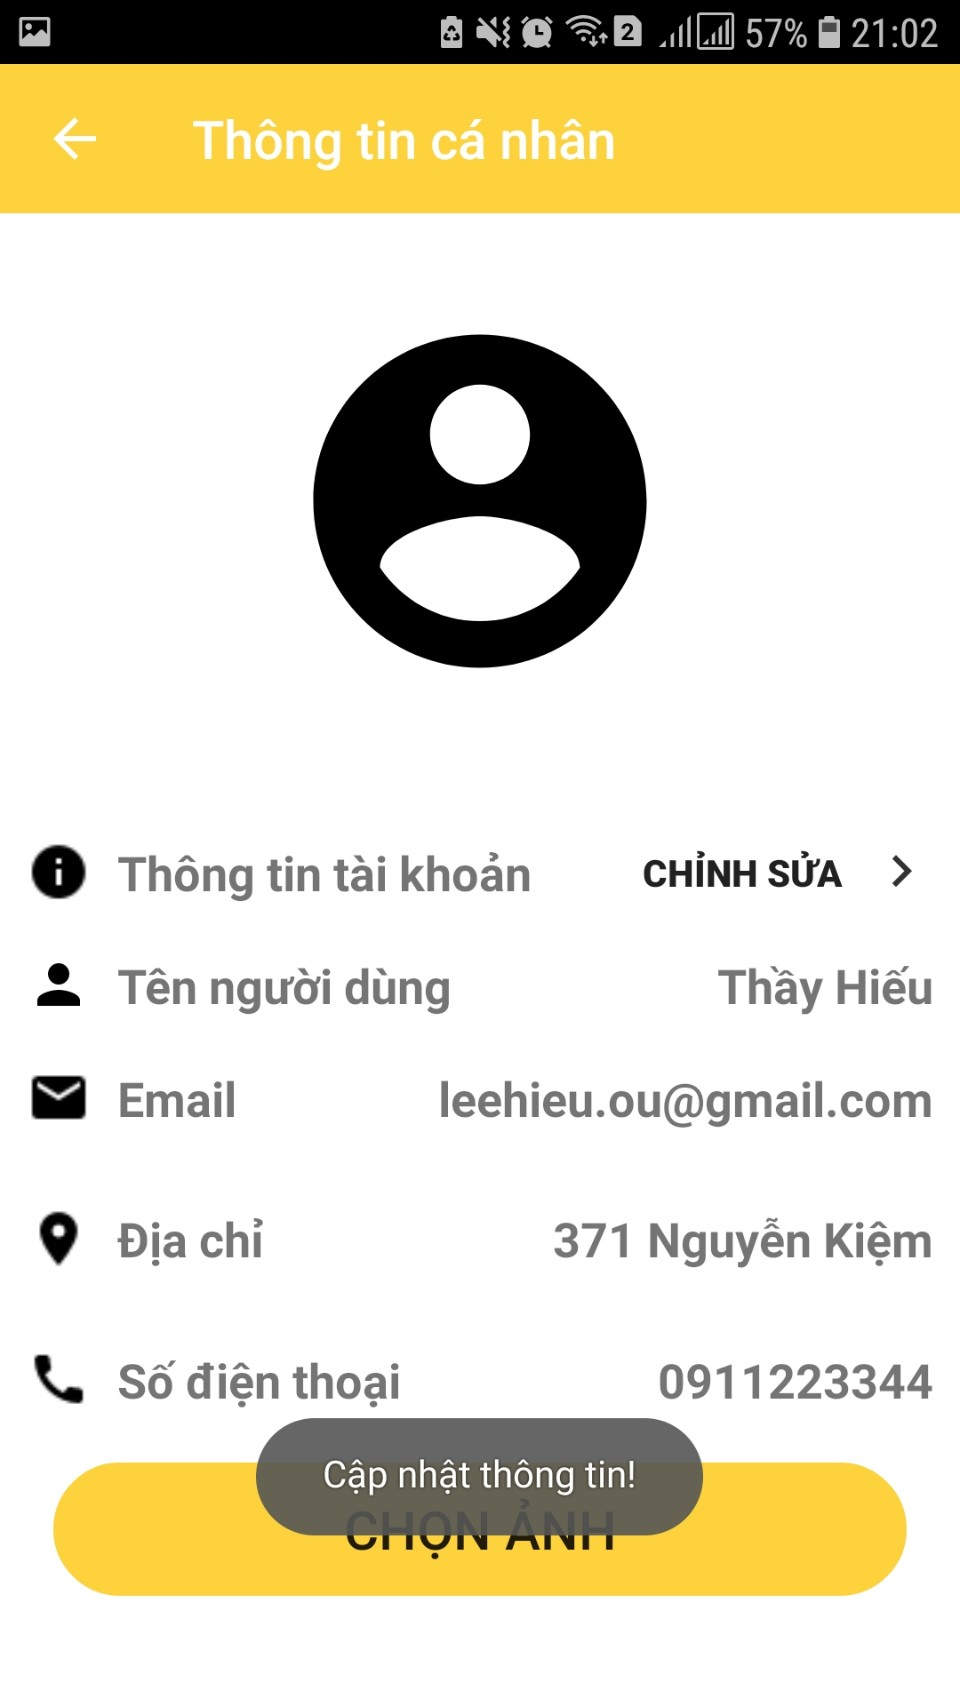 2 57% 21:02
Thông tin cá nhân
Thông tin tài khoản CHỈNH SỬA
Tên người dùng Thầy Hiếu
Email leehieu.ou@gmail.com
Địa chỉ 371 Nguyễn Kiệm
Số điện thoại 0911223344
Cập nhật thông tin!
CHỌN ẢNH